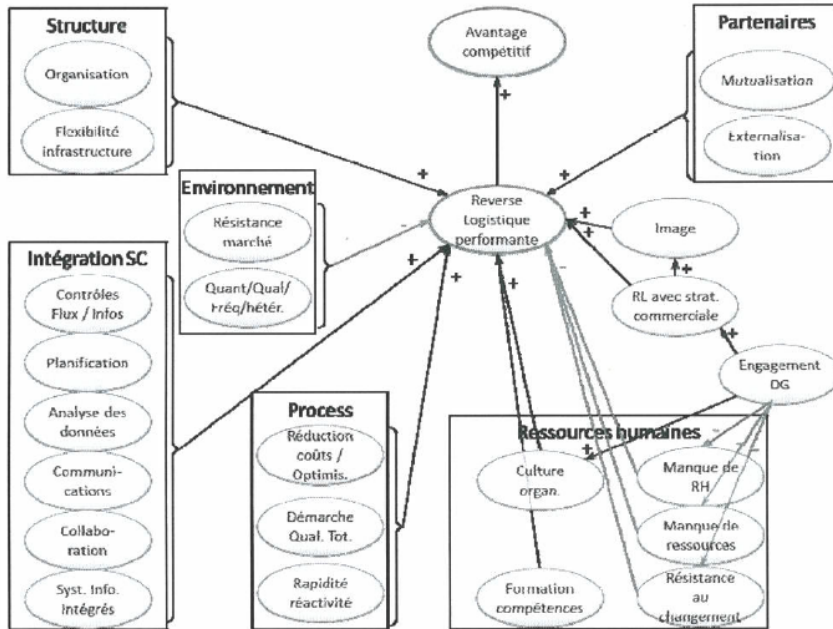 Structure
Organisation
Flexibilité
infrastructure
Avantage
compétitif
+
Partenaires
Mutualisation
Externalisa-
tion
+
+
Environnement
Résistance
marché
Quant/Qual/
Fréq/hétér.
-
Reverse
Logistique
performante
+
+
Image
+
RL avec strat.
commerciale
+
Engagement
DG
Intégration SC
Contrôles
Flux / Infos
Planification
Analyse des
données
Communi-
cations
Collabo-
ration
Syst. Info.
Intégrés
+
+
+
-
Process
Réduction
coûts /
Optimis.
Démarche
Qual. Tot.
Rapidité
réactivité
Ressources humaines
+
Culture
organ.
Formation
compétences
-
-
Manque de
RH
Manque de
ressources
Résistance
au
changement